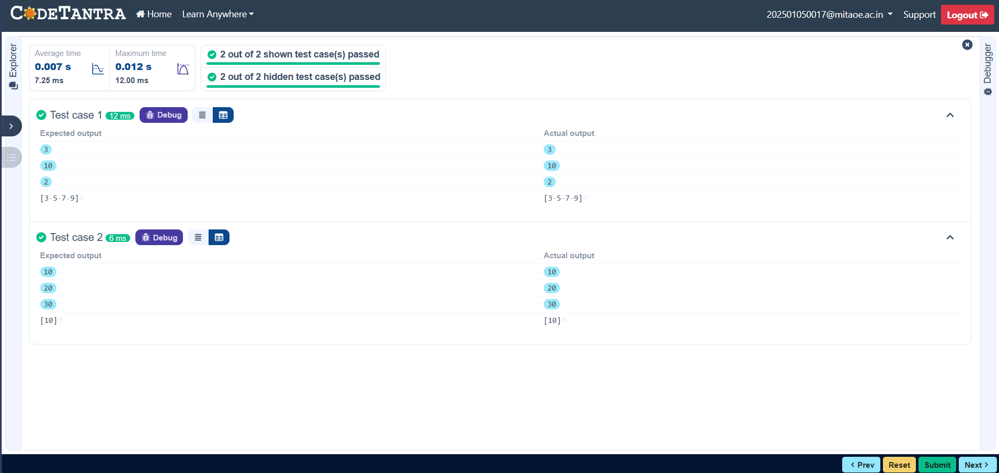 CODETANTRA Home Learn Anywhere 202501050017@mitaoe.ac.in Support Logout
Explorer
Debugger
Average time
0.007 s
7.25 ms
Maximum time
0.012 s
12.00 ms
2 out of 2 shown test case(s) passed
2 out of 2 hidden test case(s) passed
Test case 1 12 ms Debug
Expected output Actual output
3 3
10 10
2 2
[3·5·7·9]⏎ [3·5·7·9]⏎
Test case 2 6 ms Debug
Expected output Actual output
10 10
20 20
30 30
[10]⏎ [10]⏎
Prev Reset Submit Next